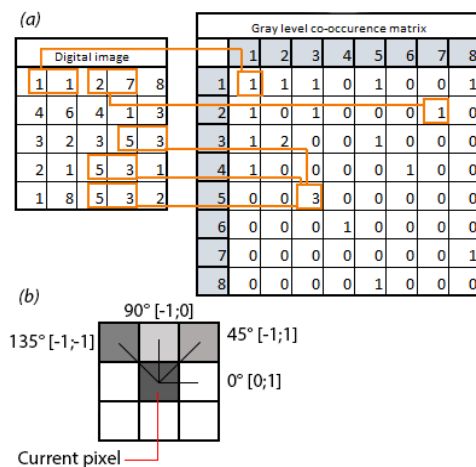 (a)
Gray level co-occurence matrix
Digital image
1 2 3 4 5 6 7 8
1 1 2 7 8
1 1 1 1 0 1 0 0 1
4 6 4 1 3
2 1 0 1 0 0 0 1 0
3 2 3 5 3
3 1 2 0 0 1 0 0 0
2 1 5 3 1
4 1 0 0 0 0 1 0 0
1 8 5 3 2
5 0 0 3 0 0 0 0 0
6 0 0 0 1 0 0 0 0
7 0 0 0 0 0 0 0 1
8 0 0 0 0 1 0 0 0
(b)
90° [-1;0]
135° [-1;-1]
45° [-1;1]
0° [0;1]
Current pixel